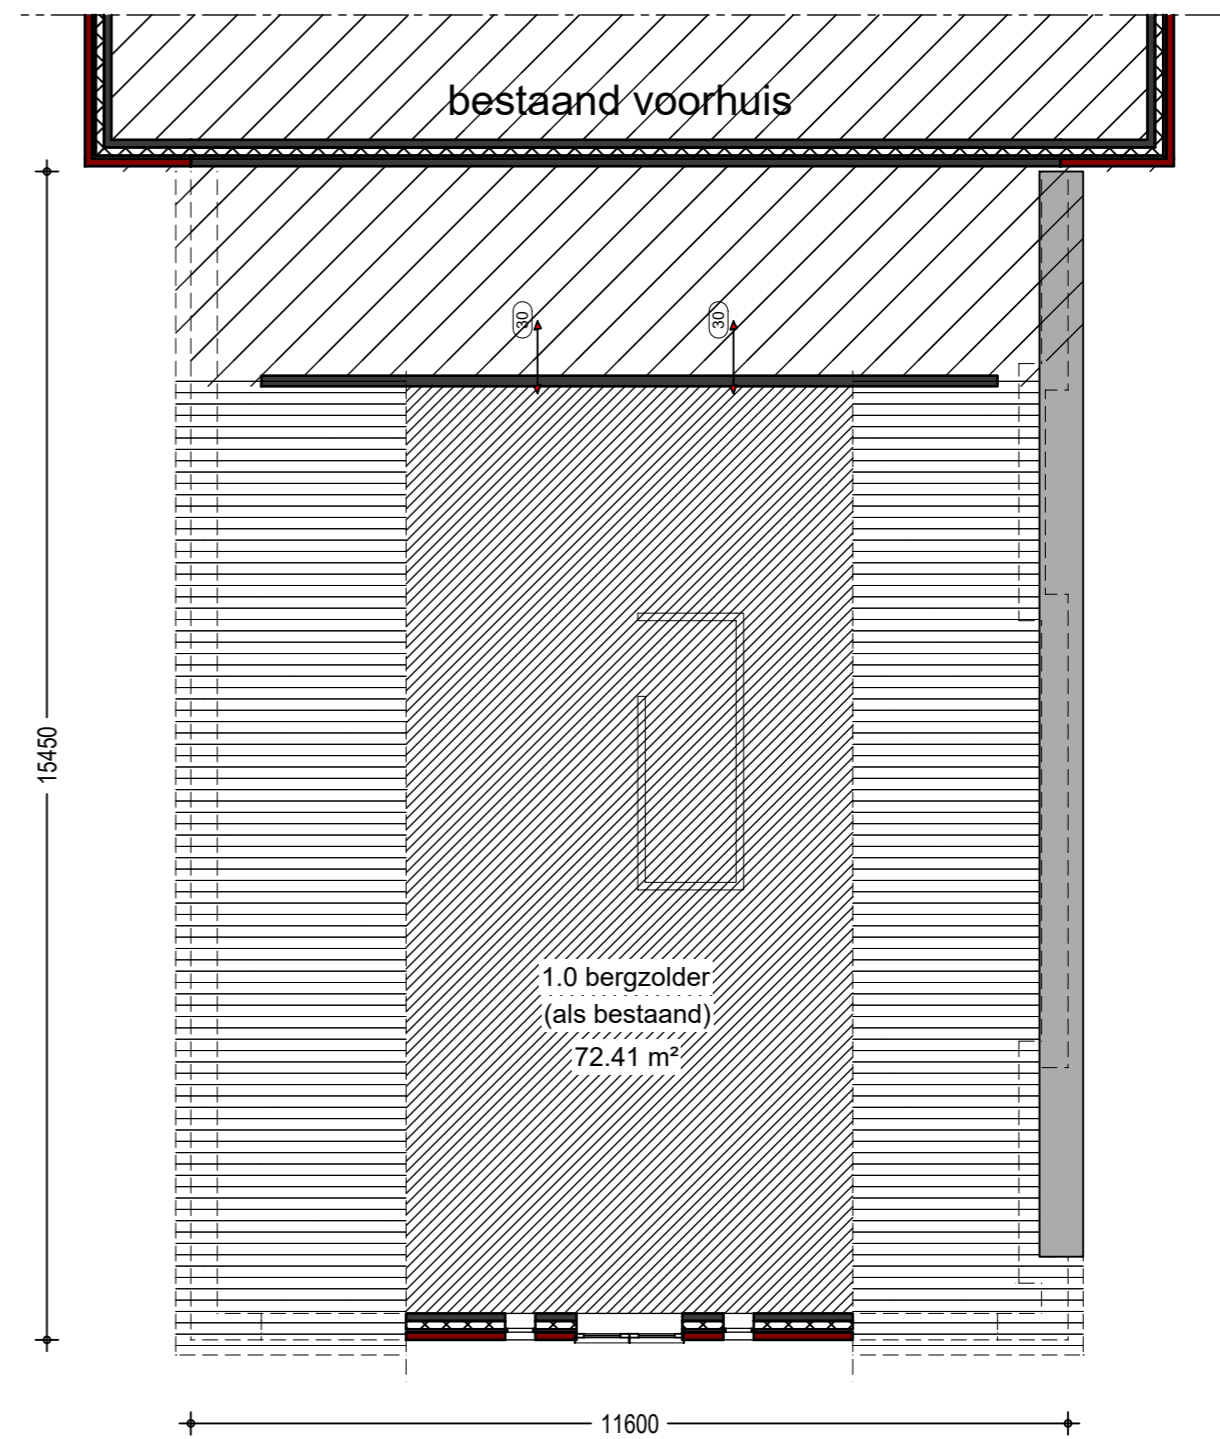 bestaand voorhuis
30
30
15450
1.0 bergzolder
(als bestaand)
72.41 m²
11600